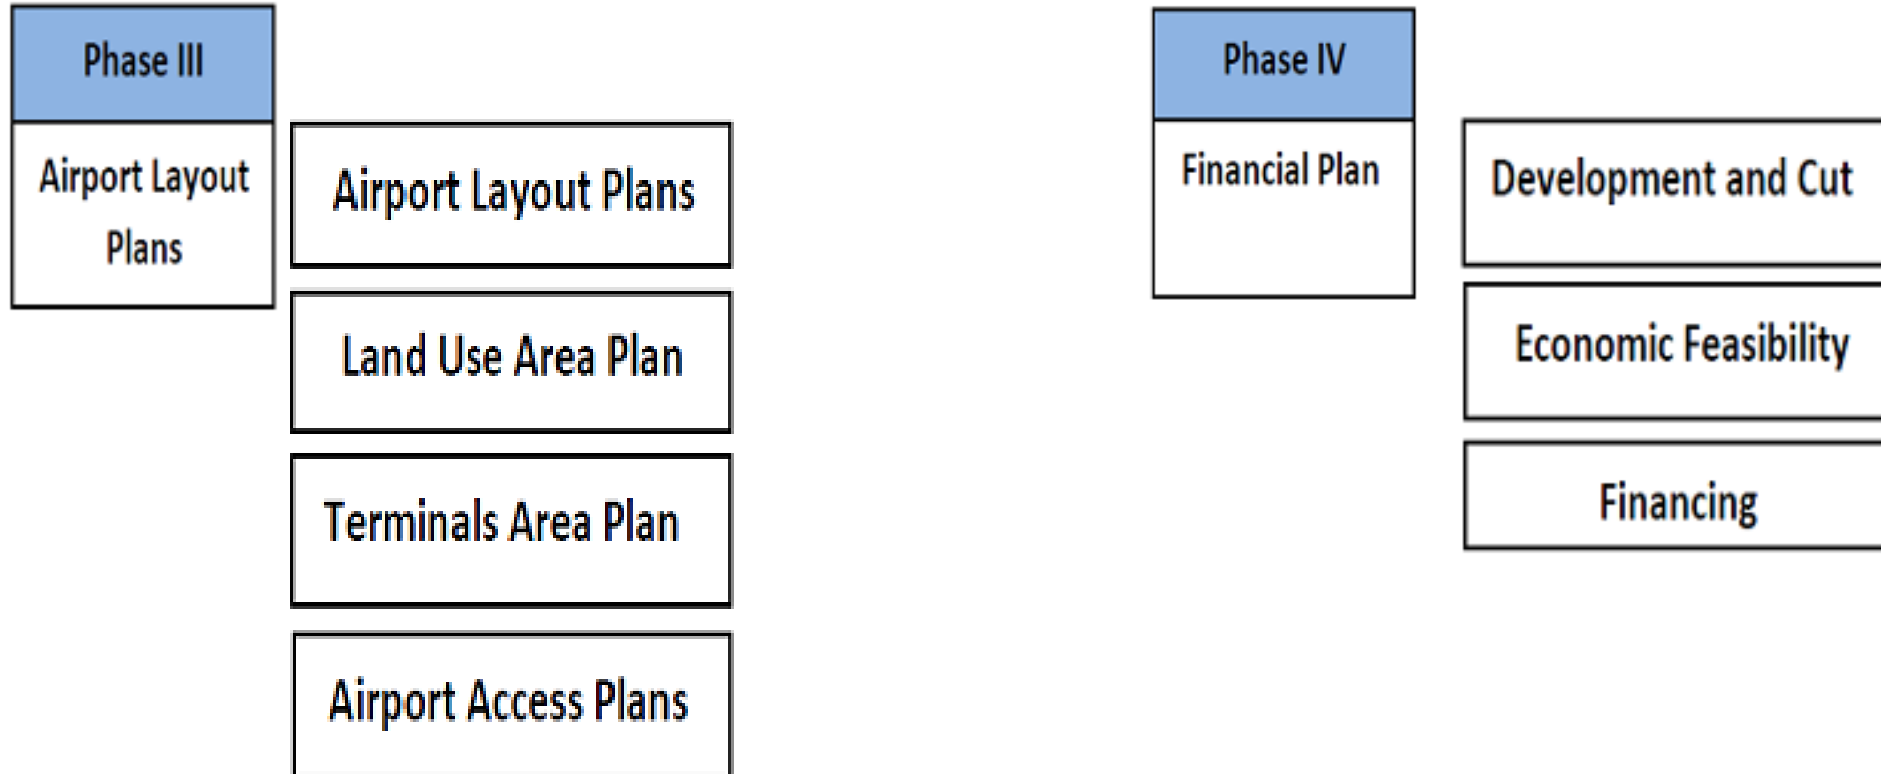 Phase III
Airport Layout
Plans
Airport Layout Plans
Land Use Area Plan
Terminals Area Plan
Airport Access Plans
Phase IV
Financial Plan
Development and Cut
Economic Feasibility
Financing